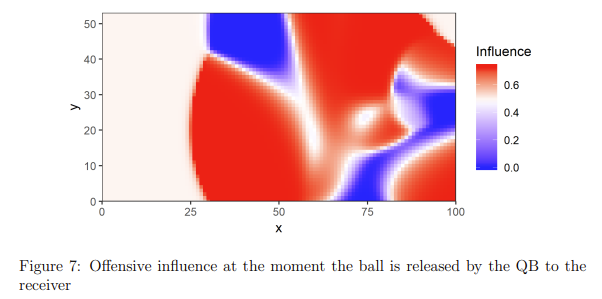 50
40
30
20
10
0
y
0 25 50 75 100
x
Influence
0.6
0.4
0.2
0.0
Figure 7: Offensive influence at the moment the ball is released by the QB to the
receiver